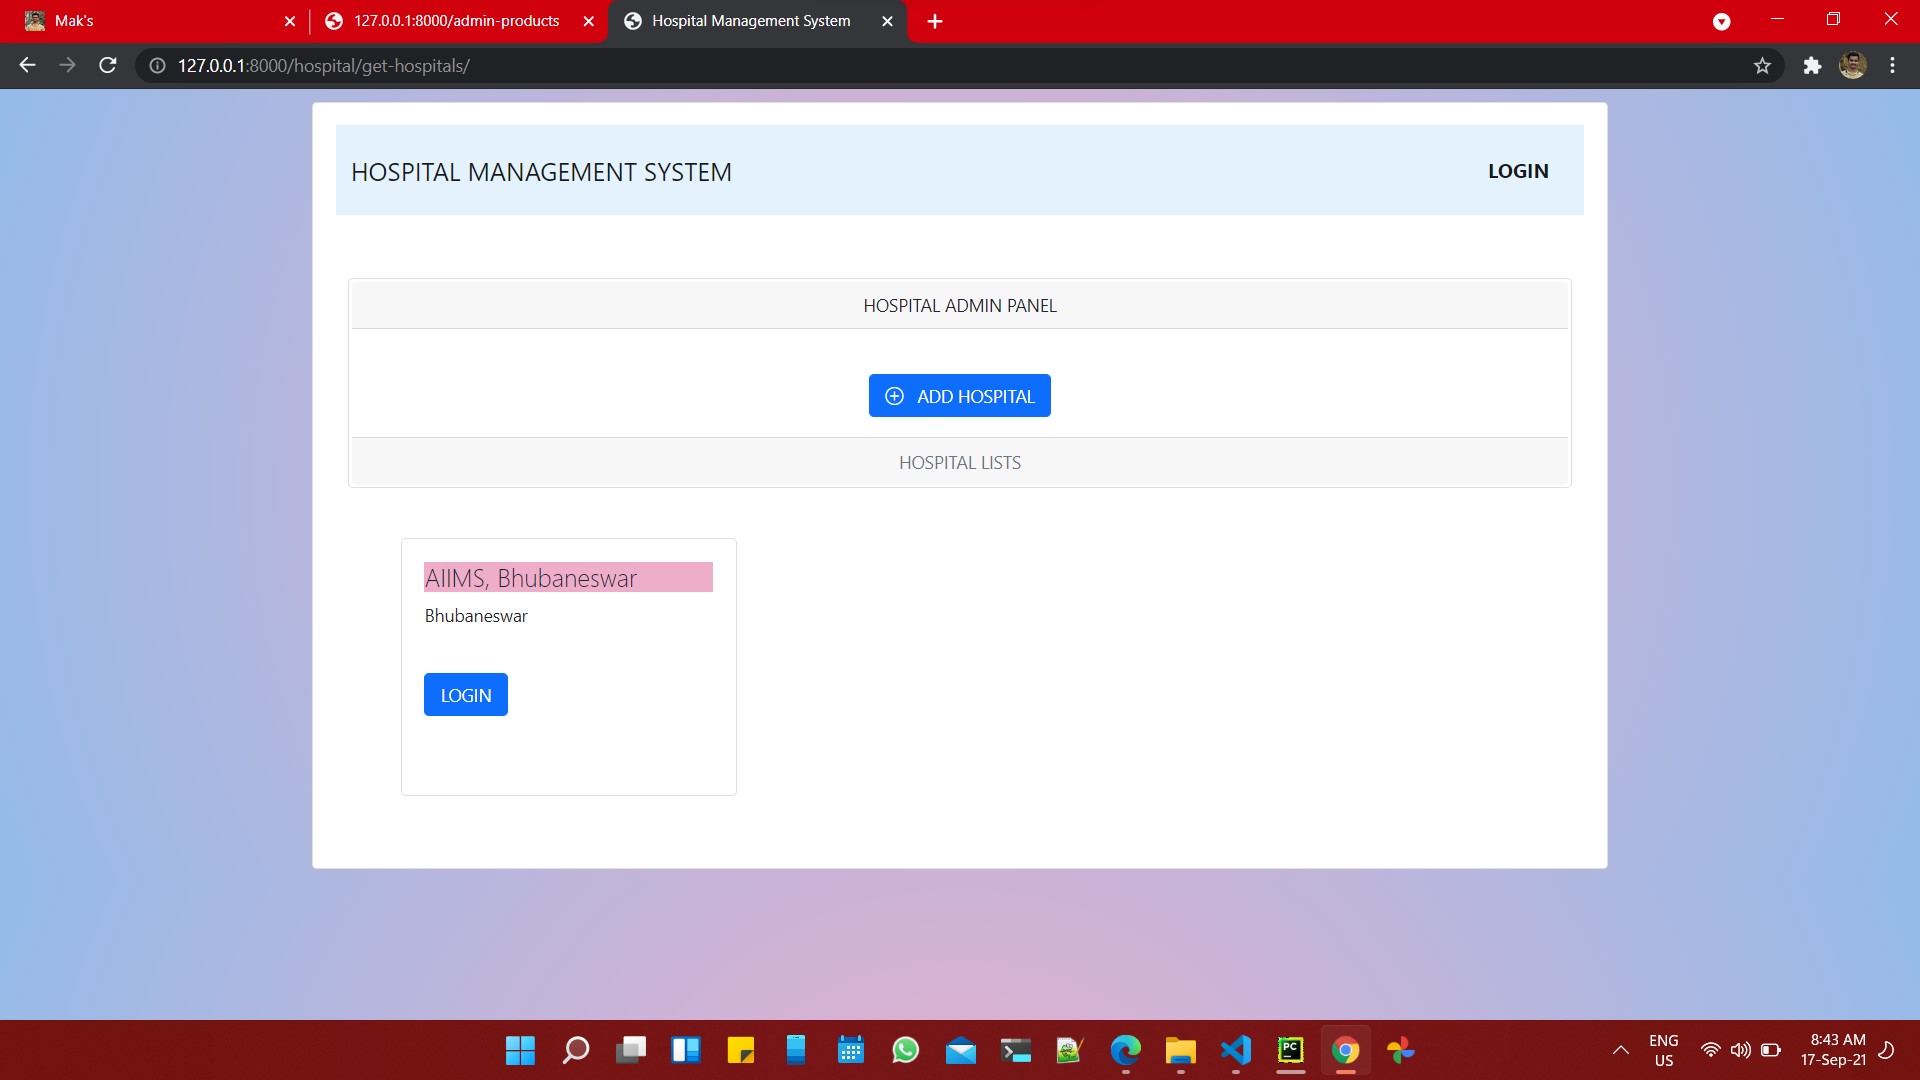 Mak's
127.0.0.1:8000/admin-products
Hospital Management System
127.0.0.1:8000/hospital/get-hospitals/
HOSPITAL MANAGEMENT SYSTEM
LOGIN
HOSPITAL ADMIN PANEL
ADD HOSPITAL
HOSPITAL LISTS
AIIMS, Bhubaneswar
Bhubaneswar
LOGIN
PC
ENG
US
8:43 AM
17-Sep-21